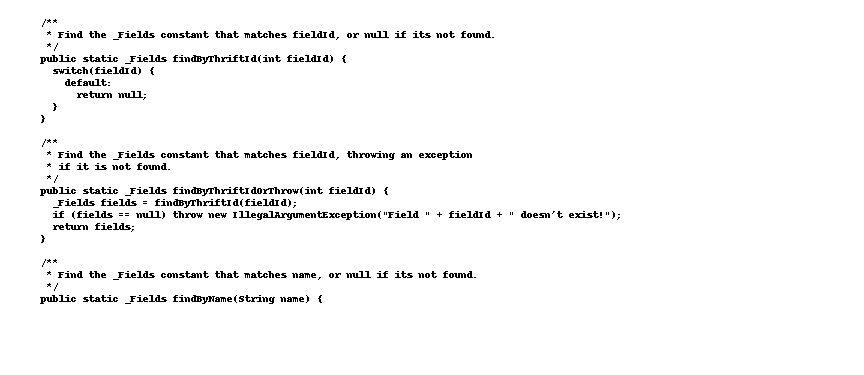 /**
 * Find the _Fields constant that matches fieldId, or null if its not found.
 */
public static _Fields findByThriftId(int fieldId) {
  switch(fieldId) {
    default:
      return null;
  }
}

/**
 * Find the _Fields constant that matches fieldId, throwing an exception
 * if it is not found.
 */
public static _Fields findByThriftIdOrThrow(int fieldId) {
  _Fields fields = findByThriftId(fieldId);
  if (fields == null) throw new IllegalArgumentException("Field " + fieldId + " doesn't exist!");
  return fields;
}

/**
 * Find the _Fields constant that matches name, or null if its not found.
 */
public static _Fields findByName(String name) {